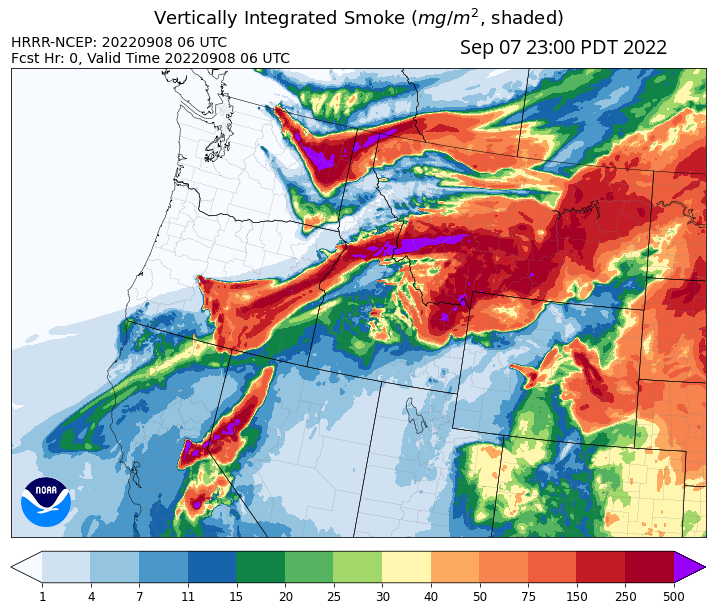 Vertically Integrated Smoke (mg/m², shaded)
HRRR-NCEP: 20220908 06 UTC
Fcst Hr: 0, Valid Time 20220908 06 UTC
Sep 07 23:00 PDT 2022
NOAA
1 4 7 11 15 20 25 30 40 50 75 150 250 500